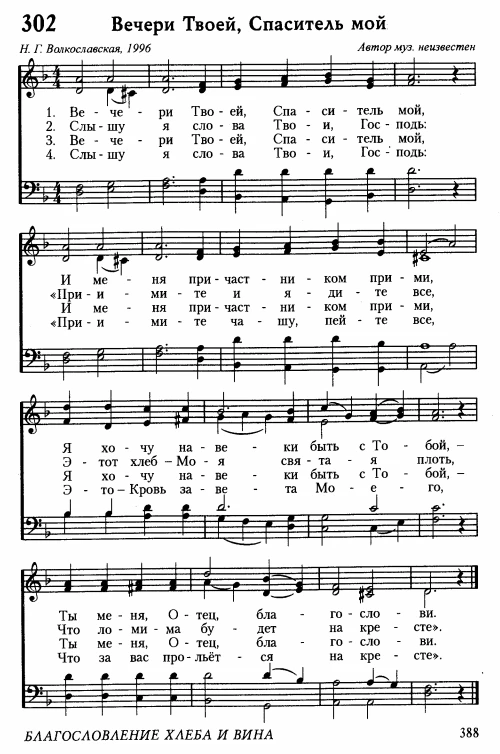 302 Вечери Твоей, Спаситель мой
Н. Г. Волкославская, 1996 Автор муз. неизвестен
1. Ве - че - ри Тво - ей, Спа - си - тель мой,
2. Слы - шу я сло - ва Тво - и, Гос - подь:
3. Ве - че - ри Тво - ей, Спа - си - тель мой,
4. Слы - шу я сло - ва Тво - и, Гос - подь:
И ме - ня при - част - ни - ком при - ми,
«При - и - ми - те и я - ди - те все,
И ме - ня при - част - ни - ком при - ми,
«При - и - ми - те ча - шу, пей - те все,
Я хо - чу на - ве - ки быть с То - бой, –
Э - тот хлеб – Мо - я свя - та - я плоть,
Я хо - чу на - ве - ки быть с То - бой, –
Э - то – Кровь за - ве - та Мо - е - го,
Ты ме - ня, О - тец, бла - го - сло - ви.
Что ло - ми - ма бу - дет на кре - сте».
Ты ме - ня, О - тец, бла - го - сло - ви.
Что за вас про - льёт - ся на кре - сте».
БЛАГОСЛОВЛЕНИЕ ХЛЕБА И ВИНА 388